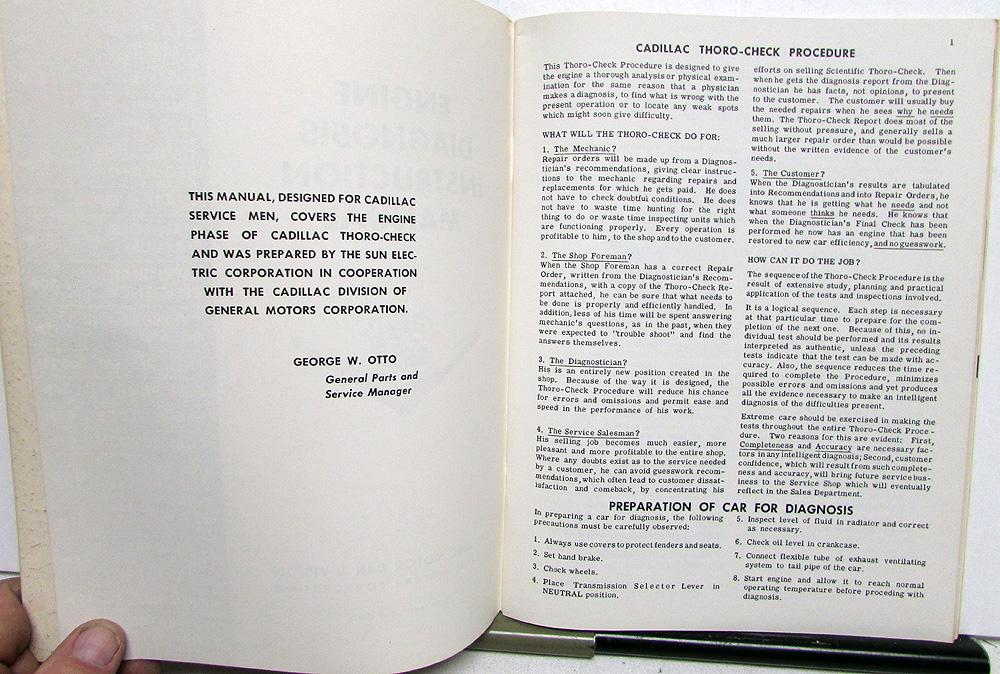 THIS MANUAL, DESIGNED FOR CADILLAC
SERVICE MEN, COVERS THE ENGINE
PHASE OF CADILLAC THORO-CHECK
AND WAS PREPARED BY THE SUN ELEC-
TRIC CORPORATION IN COOPERATION
WITH THE CADILLAC DIVISION OF
GENERAL MOTORS CORPORATION.
GEORGE W. OTTO
General Parts and
Service Manager
1
CADILLAC THORO-CHECK PROCEDURE
This Thoro-Check Procedure is designed to give
the engine a thorough analysis or physical exam-
ination for the same reason that a physician
makes a diagnosis, to find what is wrong with the
present operation or to locate any weak spots
which might soon give difficulty.
WHAT WILL THE THORO-CHECK DO FOR:
1. The Mechanic?
Repair orders will be made up from a Diagnos-
tician's recommendations, giving clear instruc-
tions to the mechanic regarding repairs and
replacements for which he gets paid. He does
not have to check doubtful conditions. He does
not have to waste time hunting for the right
thing to do or waste time inspecting units which
are functioning properly. Every operation is
profitable to him, to the shop and to the customer.
2. The Shop Foreman?
When the Shop Foreman has a correct Repair
Order, written from the Diagnostician's Recom-
mendations, with a copy of the Thoro-Check Re-
port attached, he can be sure that what needs to
be done is properly and efficiently handled. In
addition, less of his time will be spent answering
mechanic's questions, as in the past, when they
were expected to "trouble shoot" and find the
answers themselves.
3. The Diagnostician?
His is an entirely new position created in the
shop. Because of the way it is designed, the
Thoro-Check Procedure will reduce his chance
for errors and omissions and permit ease and
speed in the performance of his work.
4. The Service Salesman?
His selling job becomes much easier, more
pleasant and more profitable to the entire shop.
Where any doubts exist as to the service needed
by a customer, he can avoid guesswork recom-
mendations, which often lead to customer dissat-
isfaction and comeback, by concentrating his
efforts on selling Scientific Thoro-Check. Then
when he gets the diagnosis report from the Diag-
nostician he has facts, not opinions, to present
to the customer. The customer will usually buy
the needed repairs when he sees why he needs
them. The Thoro-Check Report does most of the
selling without pressure, and generally sells a
much larger repair order than would be possible
without the written evidence of the customer's
needs.
5. The Customer?
When the Diagnostician's results are tabulated
into Recommendations and into Repair Orders, he
knows that he is getting what he needs and not
what someone thinks he needs. He knows that
when the Diagnostician's Final Check has been
performed he now has an engine that has been
restored to new car efficiency, and no guesswork.
HOW CAN IT DO THE JOB?
The sequence of the Thoro-Check Procedure is the
result of extensive study, planning and practical
application of the tests and inspections involved.
It is a logical sequence. Each step is necessary
at that particular time to prepare for the com-
pletion of the next one. Because of this, no in-
dividual test should be performed and its results
interpreted as authentic, unless the preceding
tests indicate that the test can be made with ac-
curacy. Also, the sequence reduces the time re-
quired to complete the Procedure, minimizes
possible errors and omissions and yet produces
all the evidence necessary to make an intelligent
diagnosis of the difficulties present.
Extreme care should be exercised in making the
tests throughout the entire Thoro-Check Proce-
dure. Two reasons for this are evident: First,
Completeness and Accuracy are necessary fac-
tors in any intelligent diagnosis; Second, customer
confidence, which will result from such complete-
ness and accuracy, will bring future service bus-
iness to the Service Shop which will eventually
reflect in the Sales Department.
PREPARATION OF CAR FOR DIAGNOSIS
In preparing a car for diagnosis, the following
precautions must be carefully observed:
1. Always use covers to protect fenders and seats.
2. Set hand brake.
3. Chock wheels.
4. Place Transmission Selector Lever in
NEUTRAL position.
5. Inspect level of fluid in radiator and correct
as necessary.
6. Check oil level in crankcase.
7. Connect flexible tube of exhaust ventilating
system to tail pipe of the car.
8. Start engine and allow it to reach normal
operating temperature before proceding with
diagnosis.